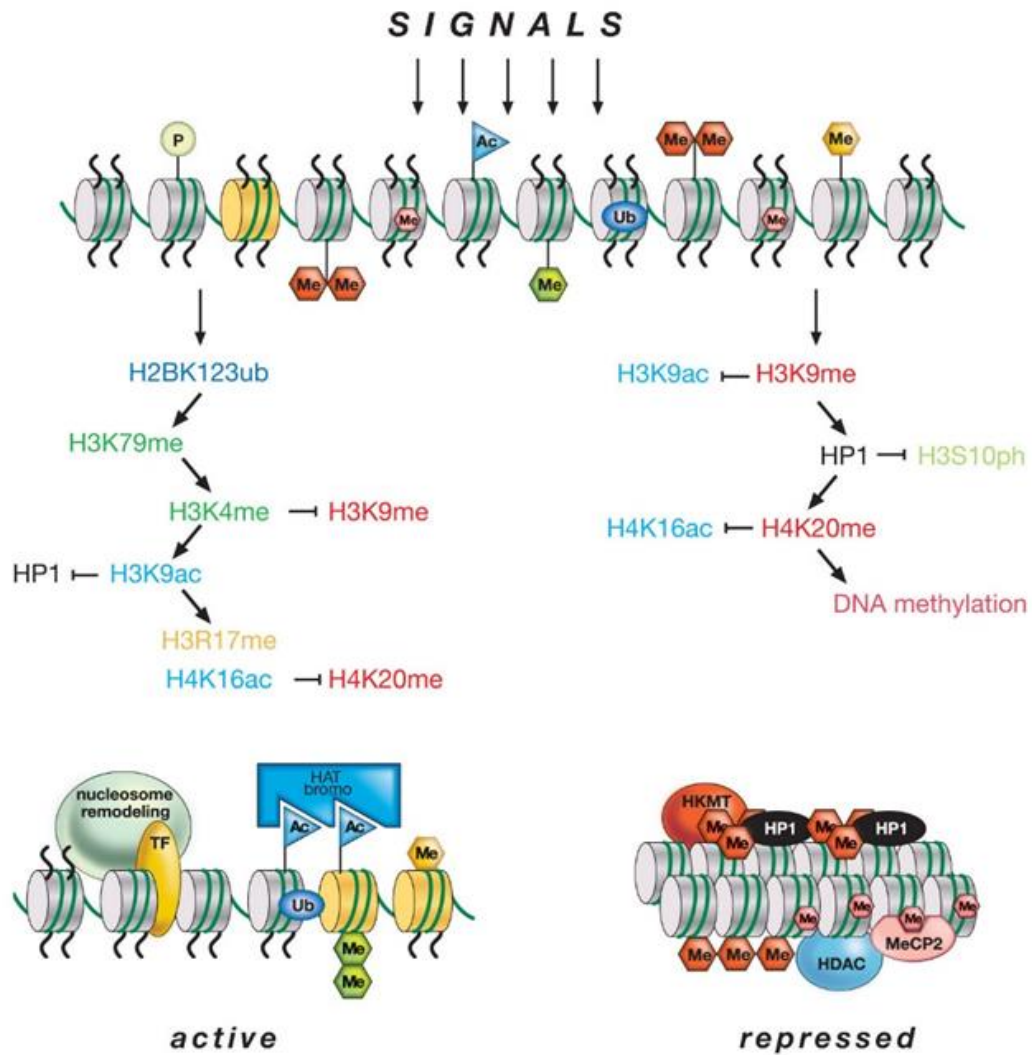 SIGNALS
P
Ac
Me Me
Me
Me
Ub
Me
Me Me
Me
H2BK123ub
H3K79me
H3K4me H3K9me
HP1 H3K9ac
H3R17me
H4K16ac H4K20me
H3K9ac H3K9me
HP1 H3S10ph
H4K16ac H4K20me
DNA methylation
nucleosome
remodeling
TF
HAT
bromo
Ac Ac
Me
Ub
Me
Me
active
HKMT
Me
Me
HP1
Me
Me
HP1
Me
Me
Me
Me
Me Me Me
HDAC
MeCP2
repressed